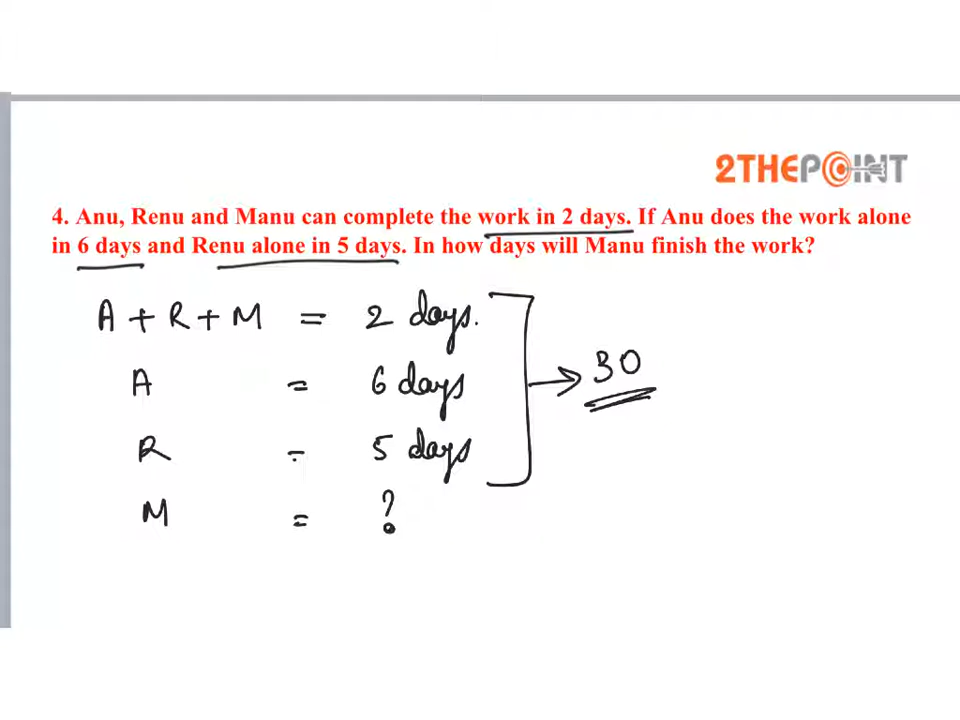 2THEPOINT
4. Anu, Renu and Manu can complete the work in 2 days. If Anu does the work alone
in 6 days and Renu alone in 5 days. In how days will Manu finish the work?
A + R + M = 2 days.
A = 6 days
30
R = 5 days
M = ?